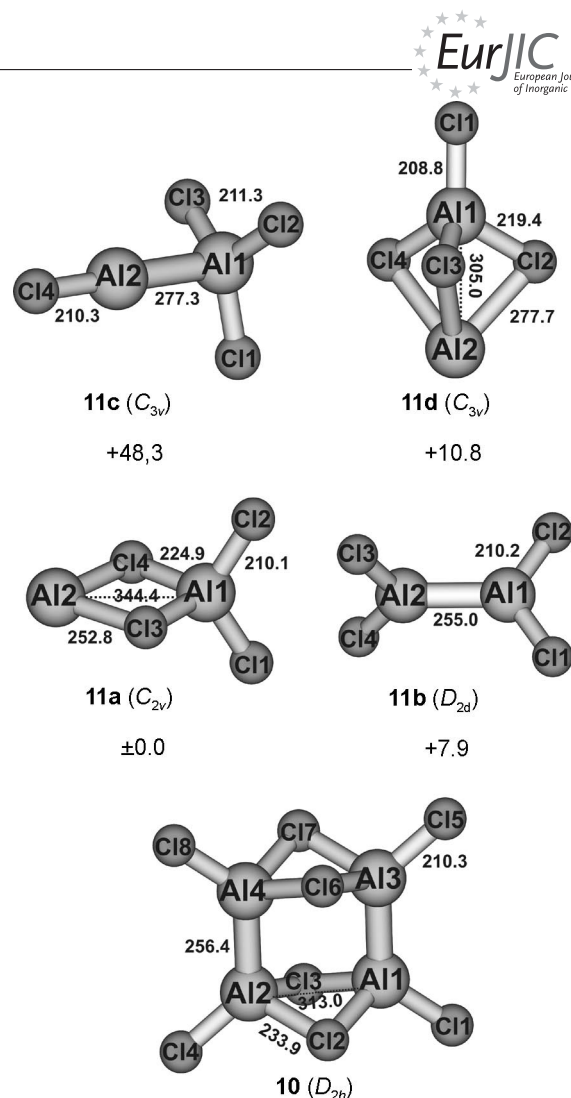 EurJIC
European Jou
of Inorganic
Cl1
208.8
Cl3
211.3
Cl2
Al1
219.4
Al2
Al1
Cl4
Cl3
Cl2
305.0
Cl4
210.3
277.3
277.7
Al2
Cl1
11c (C3v)
11d (C3v)
+48,3
+10.8
Cl2
Cl2
Cl4
224.9
210.1
Cl3
210.2
Al2
344.4
Al1
Al2
Al1
252.8
Cl3
255.0
Cl4
Cl1
Cl1
11a (C2v)
11b (D2d)
±0.0
+7.9
Cl5
Cl7
Cl8
210.3
Al4
Cl6
Al3
256.4
Cl3
Al1
Al2
313.0
233.9
Cl2
Cl1
Cl4
10 (D2h)